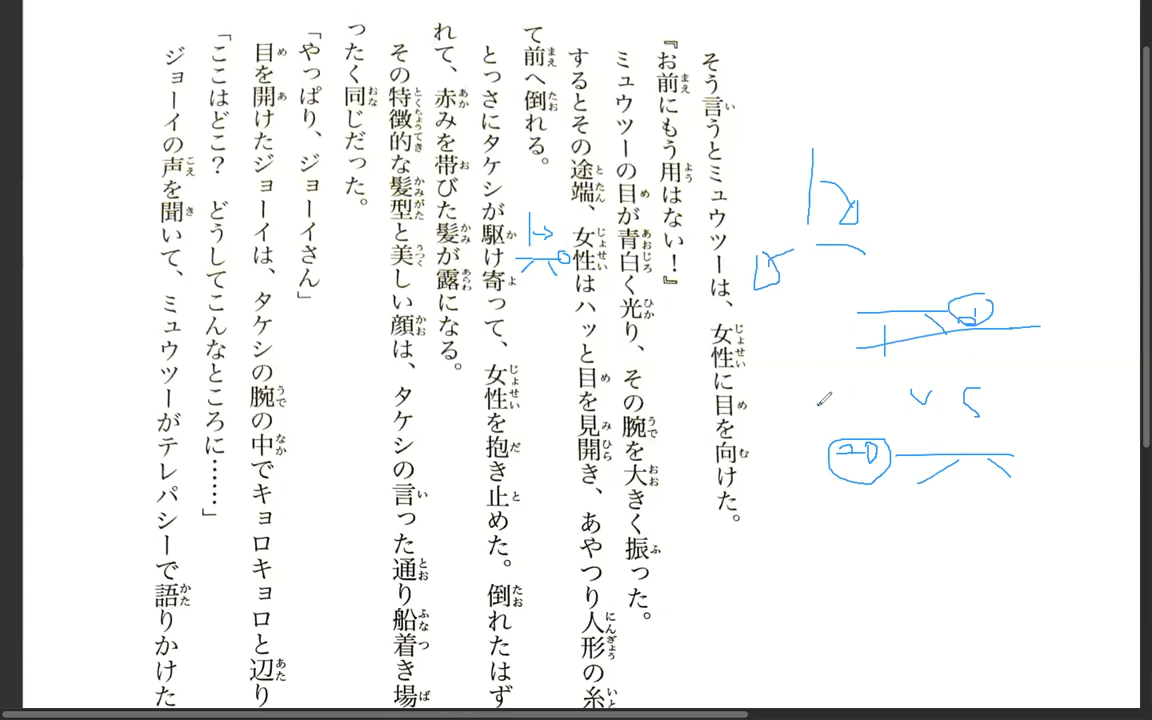 そう言うとミュウツーは、女性に目を向けた。
『お前にもう用はない！』
ミュウツーの目が青白く光り、その腕を大きく振った。
するとその途端、女性はハッと目を見開き、あやつり人形の糸
て前へ倒れる。
とっさにタケシが駆け寄って、女性を抱き止めた。倒れたはず
れて、赤みを帯びた髪が露になる。
その特徴的な髪型と美しい顔は、タケシの言った通り船着き場
ったく同じだった。
「やっぱり、ジョーイさん」
目を開けたジョーイは、タケシの腕の中でキョロキョロと辺り
「ここはどこ？　どうしてこんなところに……」
ジョーイの声を聞いて、ミュウツーがテレパシーで語りかけた